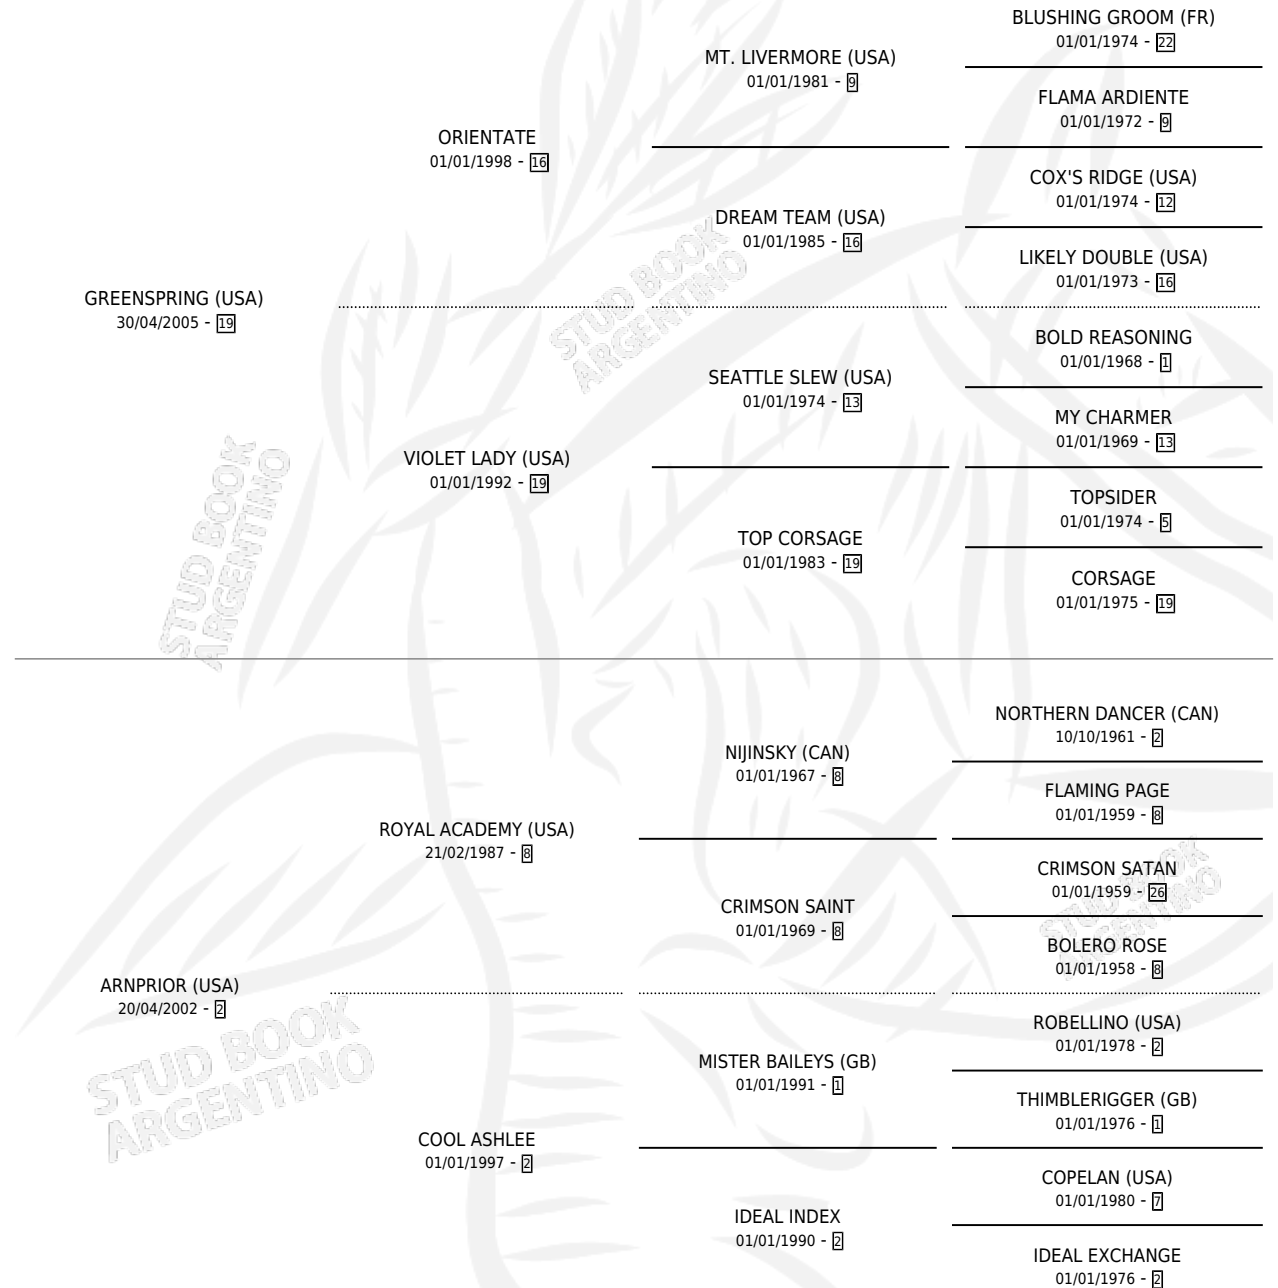 BLUSHING GROOM (FR)
01/01/1974 - 22
MT. LIVERMORE (USA)
01/01/1981 - 9
FLAMA ARDIENTE
01/01/1972 - 9
ORIENTATE
01/01/1998 - 16
COX'S RIDGE (USA)
01/01/1974 - 12
DREAM TEAM (USA)
01/01/1985 - 16
LIKELY DOUBLE (USA)
01/01/1973 - 16
GREENSPRING (USA)
30/04/2005 - 19
STUD BOOK
ARGENTINO
BOLD REASONING
01/01/1968 - 1
SEATTLE SLEW (USA)
01/01/1974 - 13
MY CHARMER
01/01/1969 - 13
VIOLET LADY (USA)
01/01/1992 - 19
TOPSIDER
01/01/1974 - 5
TOP CORSAGE
01/01/1983 - 19
CORSAGE
01/01/1975 - 19
STUD BOOK
ARGENTINO
NORTHERN DANCER (CAN)
10/10/1961 - 2
NIJINSKY (CAN)
01/01/1967 - 8
FLAMING PAGE
01/01/1959 - 8
ROYAL ACADEMY (USA)
21/02/1987 - 8
CRIMSON SATAN
01/01/1959 - 26
CRIMSON SAINT
01/01/1969 - 8
STUD BOOK
ARGENTINO
BOLERO ROSE
01/01/1958 - 8
ARNPRIOR (USA)
20/04/2002 - 2
STUD BOOK
ARGENTINO
ROBELLINO (USA)
01/01/1978 - 2
MISTER BAILEYS (GB)
01/01/1991 - 1
THIMBLERIGGER (GB)
01/01/1976 - 1
COOL ASHLEE
01/01/1997 - 2
COPELAN (USA)
01/01/1980 - 7
IDEAL INDEX
01/01/1990 - 2
IDEAL EXCHANGE
01/01/1976 - 2